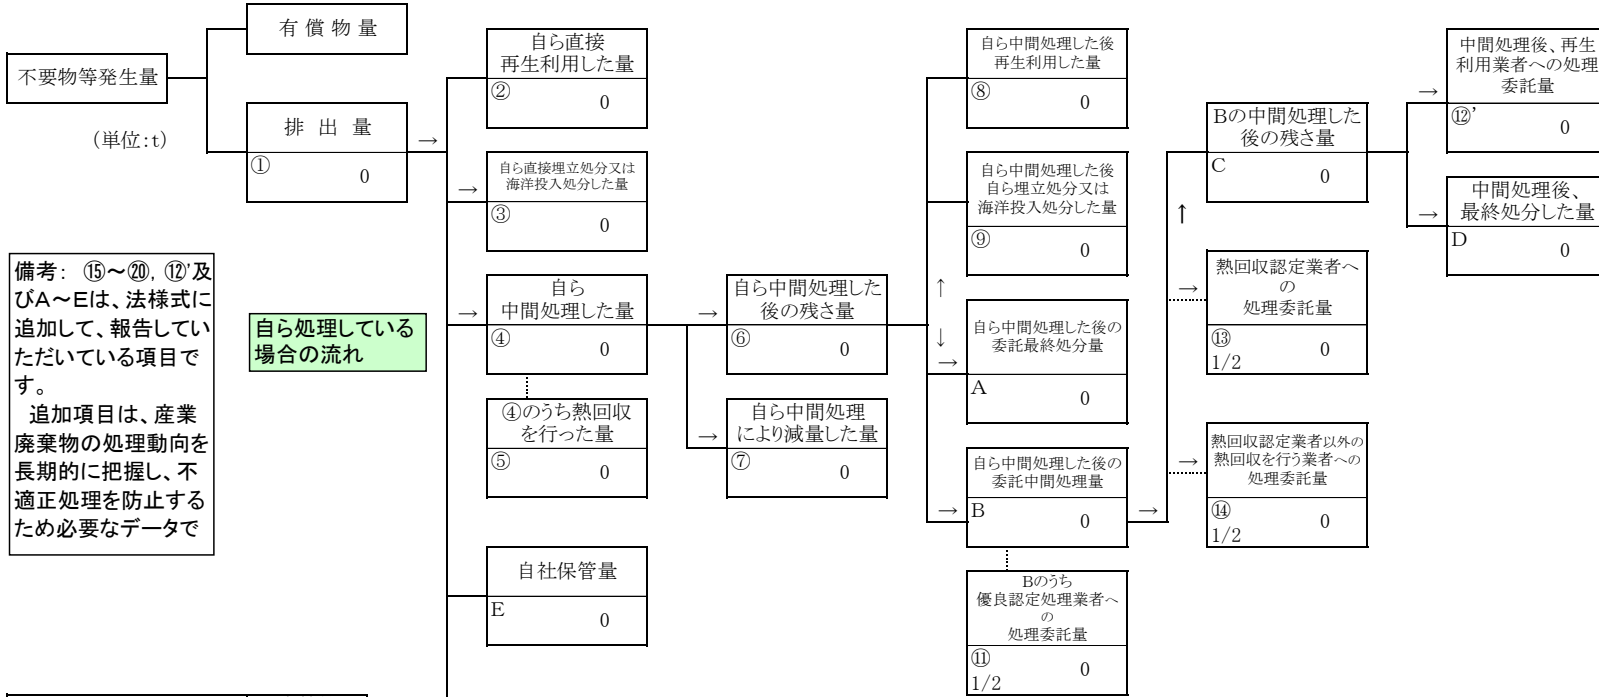 有 償 物 量
不要物等発生量
(単位:t)
排 出 量
→
①
0
備考： ⑮～⑳, ⑫'及
びA～Eは、法様式に
追加して、報告してい
ただいている項目で
す。
追加項目は、産業
廃棄物の処理動向を
長期的に把握し、不
適正処理を防止する
ため必要なデータで
自ら処理している
場合の流れ
自ら直接
再生利用した量
②
0
→
自ら直接埋立処分又は
海洋投入処分した量
③
0
→
自ら
中間処理した量
④
0
④のうち熱回収
を行った量
⑤
0
自社保管量
E
0
→
自ら中間処理した
後の残さ量
⑥
0
→
自ら中間処理
により減量した量
⑦
0
自ら中間処理した後
再生利用した量
⑧
0
自ら中間処理した後
自ら埋立処分又は
海洋投入処分した量
⑨
0
↑
↓
→
自ら中間処理した後の
委託最終処分量
A
0
自ら中間処理した後の
委託中間処理量
→
B
0
→
Bのうち
優良認定処理業者へ
の
処理委託量
⑪
0
1/2
Bの中間処理した
後の残さ量
C
0
↑
→
熱回収認定業者へ
の
処理委託量
⑬
0
1/2
→
熱回収認定業者以外の
熱回収を行う業者への
処理委託量
⑭
0
1/2
→
中間処理後、再生
利用業者への処理
委託量
⑫'
0
→
中間処理後、
最終処分した量
D
0